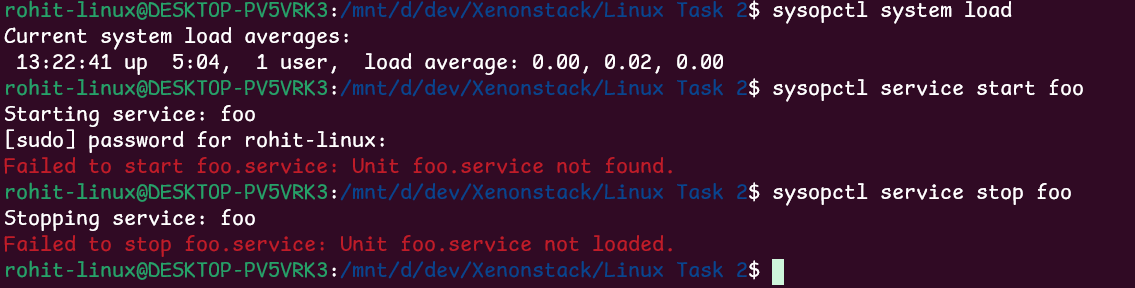 rohit-linux@DESKTOP-PV5VRK3:/mnt/d/dev/Xenonstack/Linux Task 2$ sysopctl system load
Current system load averages:
 13:22:41 up  5:04,  1 user,  load average: 0.00, 0.02, 0.00
rohit-linux@DESKTOP-PV5VRK3:/mnt/d/dev/Xenonstack/Linux Task 2$ sysopctl service start foo
Starting service: foo
[sudo] password for rohit-linux:
Failed to start foo.service: Unit foo.service not found.
rohit-linux@DESKTOP-PV5VRK3:/mnt/d/dev/Xenonstack/Linux Task 2$ sysopctl service stop foo
Stopping service: foo
Failed to stop foo.service: Unit foo.service not loaded.
rohit-linux@DESKTOP-PV5VRK3:/mnt/d/dev/Xenonstack/Linux Task 2$